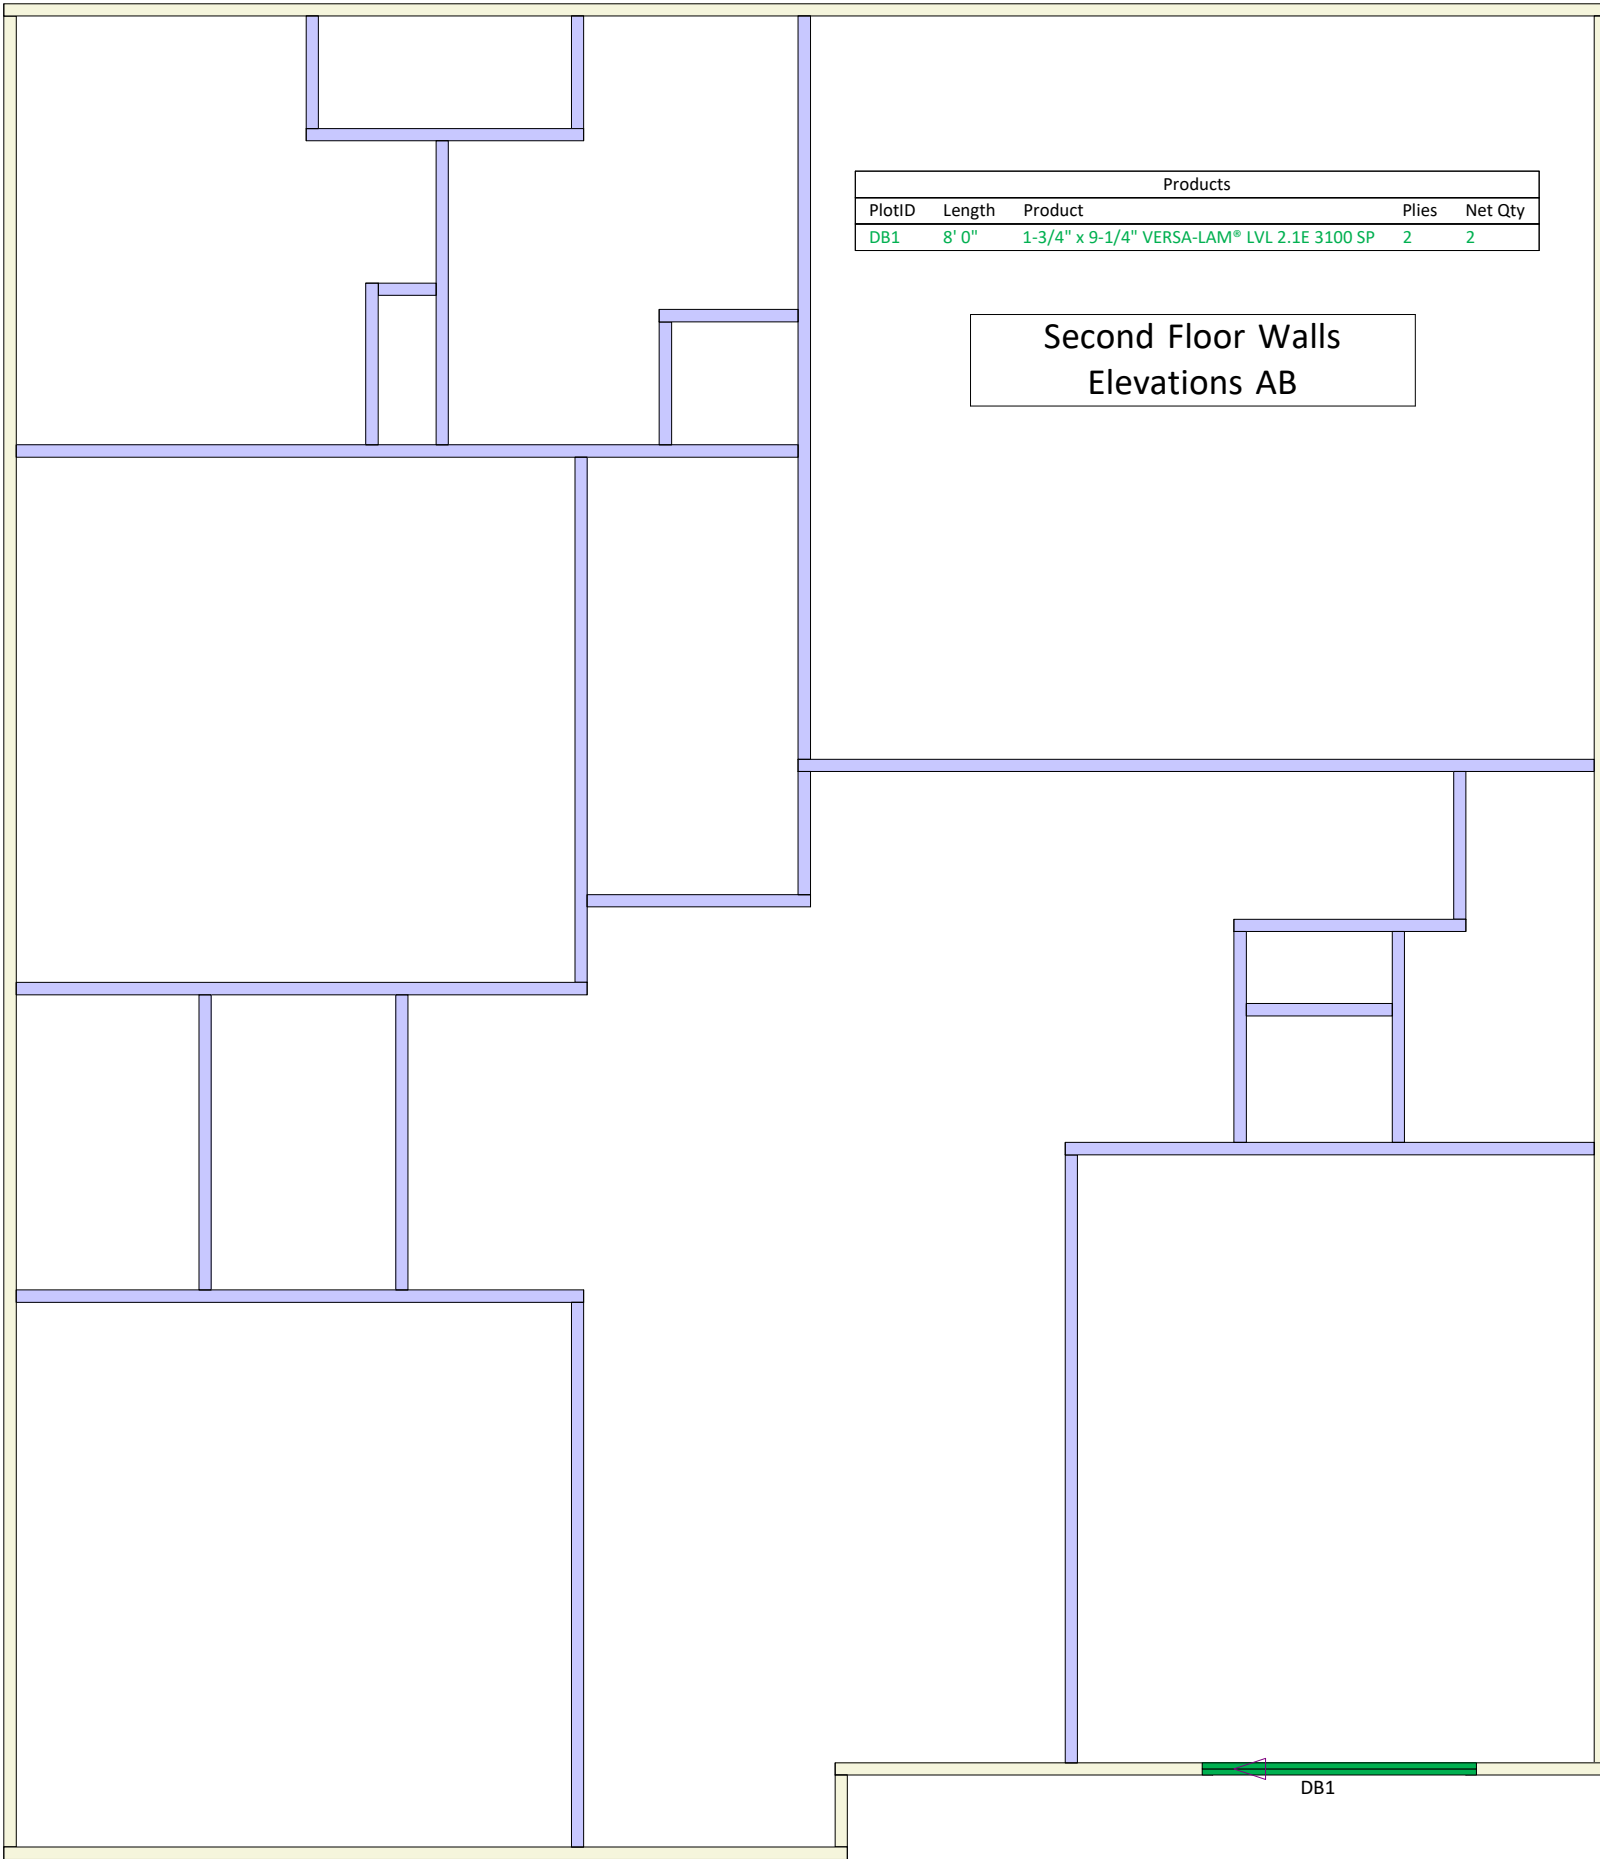 Products
PlotID Length Product Plies Net Qty
DB1 8' 0" 1-3/4" x 9-1/4" VERSA-LAM® LVL 2.1E 3100 SP 2 2
Second Floor Walls
Elevations AB
DB1